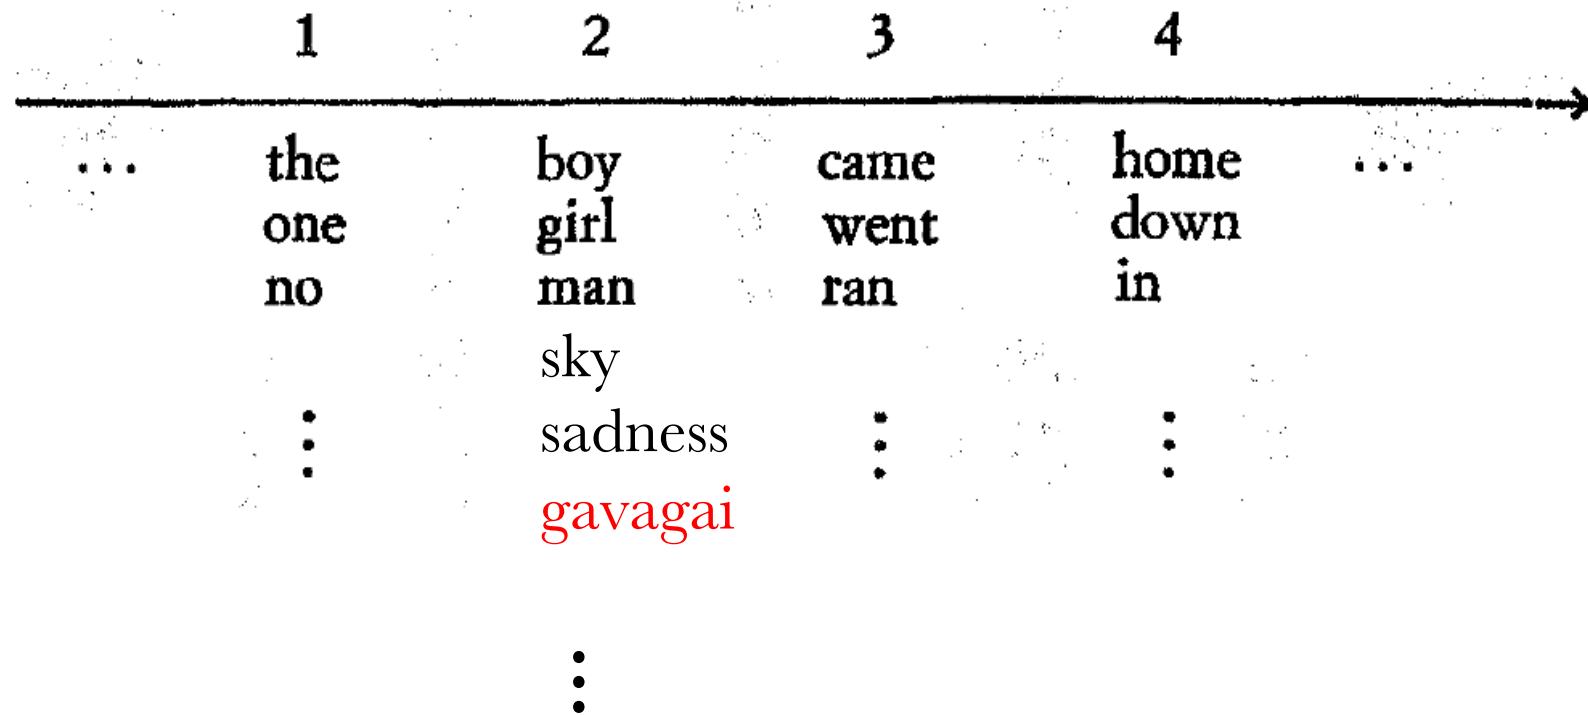 1 2 3 4
... the boy came home ...
one girl went down
no man ran in
sky
sadness
gavagai